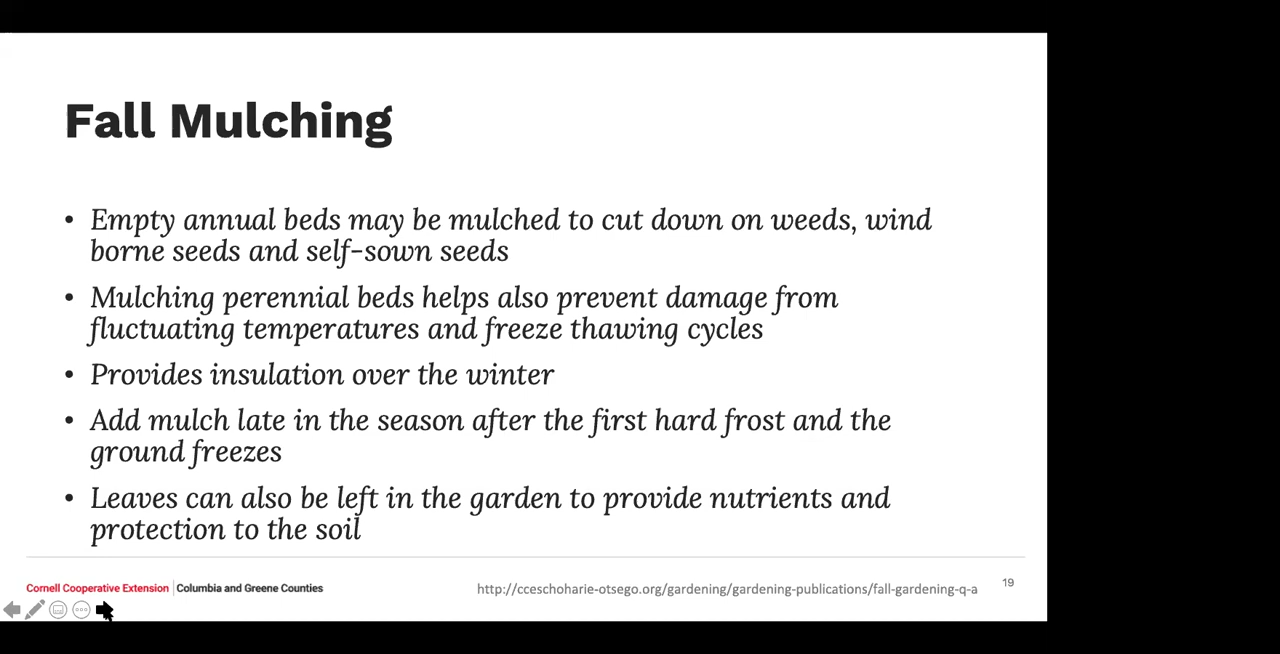 Fall Mulching
• Empty annual beds may be mulched to cut down on weeds, wind
borne seeds and self-sown seeds
• Mulching perennial beds helps also prevent damage from
fluctuating temperatures and freeze thawing cycles
• Provides insulation over the winter
• Add mulch late in the season after the first hard frost and the
ground freezes
• Leaves can also be left in the garden to provide nutrients and
protection to the soil
Cornell Cooperative Extension | Columbia and Greene Counties
http://cceschoharie-otsego.org/gardening/gardening-publications/fall-gardening-q-a
19